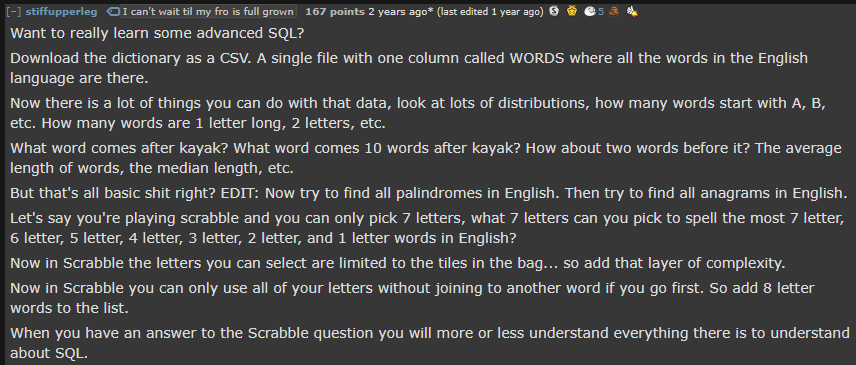 [-] stiffupperleg I can't wait til my fro is full grown 167 points 2 years ago* (last edited 1 year ago) S 5
Want to really learn some advanced SQL?
Download the dictionary as a CSV. A single file with one column called WORDS where all the words in the English
language are there.
Now there is a lot of things you can do with that data, look at lots of distributions, how many words start with A, B,
etc. How many words are 1 letter long, 2 letters, etc.
What word comes after kayak? What word comes 10 words after kayak? How about two words before it? The average
length of words, the median length, etc.
But that's all basic shit right? EDIT: Now try to find all palindromes in English. Then try to find all anagrams in English.
Let's say you're playing scrabble and you can only pick 7 letters, what 7 letters can you pick to spell the most 7 letter,
6 letter, 5 letter, 4 letter, 3 letter, 2 letter, and 1 letter words in English?
Now in Scrabble the letters you can select are limited to the tiles in the bag... so add that layer of complexity.
Now in Scrabble you can only use all of your letters without joining to another word if you go first. So add 8 letter
words to the list.
When you have an answer to the Scrabble question you will more or less understand everything there is to understand
about SQL.